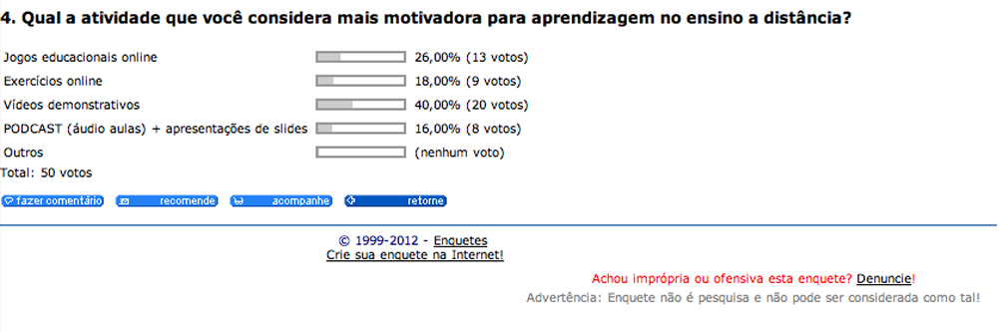 4. Qual a atividade que você considera mais motivadora para aprendizagem no ensino a distância?
Jogos educacionais online 26,00% (13 votos)
Exercícios online 18,00% (9 votos)
Vídeos demonstrativos 40,00% (20 votos)
PODCAST (áudio aulas) + apresentações de slides 16,00% (8 votos)
Outros (nenhum voto)
Total: 50 votos
fazer comentário recomende acompanhe retorne
© 1999-2012 - Enquetes
Crie sua enquete na Internet!
Achou imprópria ou ofensiva esta enquete? Denuncie!
Advertência: Enquete não é pesquisa e não pode ser considerada como tal!